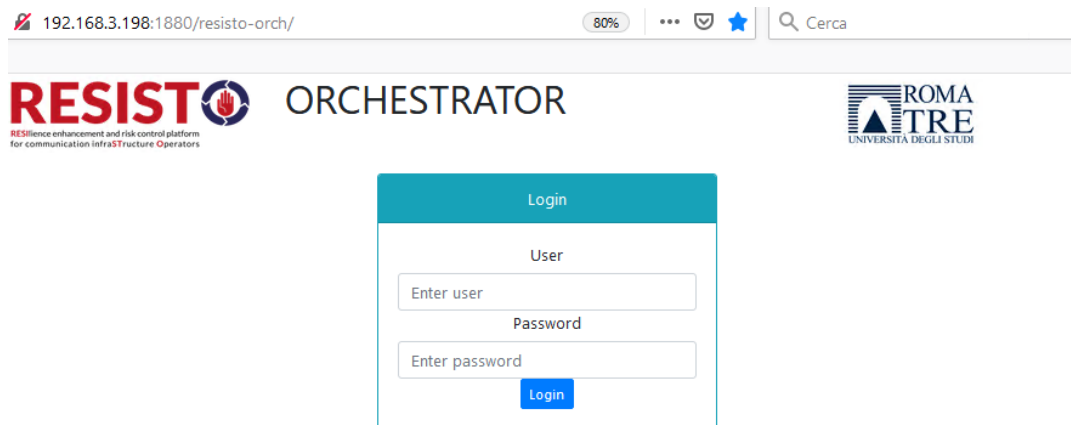 192.168.3.198:1880/resisto-orch/
80%
Cerca
RESISTO
RESIlience enhancement and risk control platform
for communication infraSTructure Operators
ORCHESTRATOR
ROMA
TRE
UNIVERSITÀ DEGLI STUDI
Login
User
Enter user
Password
Enter password
Login